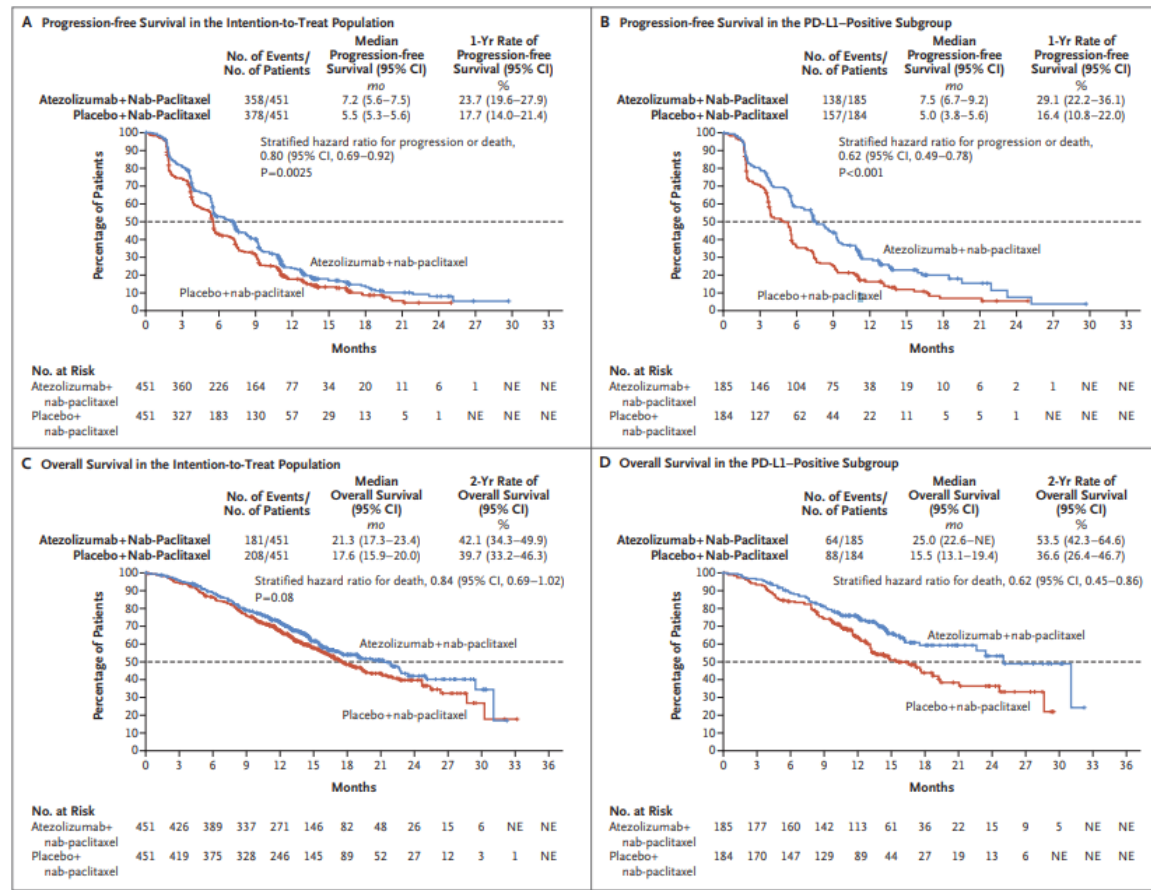 A Progression-free Survival in the Intention-to-Treat Population
No. of Events/
No. of Patients
Median
Progression-free
Survival (95% CI)
1-Yr Rate of
Progression-free
Survival (95% CI)
mo
%
Atezolizumab+Nab-Paclitaxel 358/451 7.2 (5.6–7.5) 23.7 (19.6–27.9)
Placebo+Nab-Paclitaxel 378/451 5.5 (5.3–5.6) 17.7 (14.0–21.4)
Stratified hazard ratio for progression or death,
0.80 (95% CI, 0.69–0.92)
P=0.0025
Percentage of Patients
100
90
80
70
60
50
40
30
20
10
0
Atezolizumab+nab-paclitaxel
Placebo+nab-paclitaxel
0 3 6 9 12 15 18 21 24 27 30 33
Months
No. at Risk
Atezolizumab+
nab-paclitaxel
451 360 226 164 77 34 20 11 6 1 NE NE
Placebo+
nab-paclitaxel
451 327 183 130 57 29 13 5 1 NE NE NE
B Progression-free Survival in the PD-L1–Positive Subgroup
No. of Events/
No. of Patients
Median
Progression-free
Survival (95% CI)
1-Yr Rate of
Progression-free
Survival (95% CI)
mo
%
Atezolizumab+Nab-Paclitaxel 138/185 7.5 (6.7–9.2) 29.1 (22.2–36.1)
Placebo+Nab-Paclitaxel 157/184 5.0 (3.8–5.6) 16.4 (10.8–22.0)
Stratified hazard ratio for progression or death,
0.62 (95% CI, 0.49–0.78)
P<0.001
Percentage of Patients
100
90
80
70
60
50
40
30
20
10
0
Atezolizumab+nab-paclitaxel
Placebo+nab-paclitaxel
0 3 6 9 12 15 18 21 24 27 30 33
Months
No. at Risk
Atezolizumab+
nab-paclitaxel
185 146 104 75 38 19 10 6 2 1 NE NE
Placebo+
nab-paclitaxel
184 127 62 44 22 11 5 5 1 NE NE NE
C Overall Survival in the Intention-to-Treat Population
No. of Events/
No. of Patients
Median
Overall Survival
(95% CI)
2-Yr Rate of
Overall Survival
(95% CI)
mo
%
Atezolizumab+Nab-Paclitaxel 181/451 21.3 (17.3–23.4) 42.1 (34.3–49.9)
Placebo+Nab-Paclitaxel 208/451 17.6 (15.9–20.0) 39.7 (33.2–46.3)
Stratified hazard ratio for death, 0.84 (95% CI, 0.69–1.02)
P=0.08
Percentage of Patients
100
90
80
70
60
50
40
30
20
10
0
Atezolizumab+nab-paclitaxel
Placebo+nab-paclitaxel
0 3 6 9 12 15 18 21 24 27 30 33 36
Months
No. at Risk
Atezolizumab+
nab-paclitaxel
451 426 389 337 271 146 82 48 26 15 6 NE NE
Placebo+
nab-paclitaxel
451 419 375 328 246 145 89 52 27 12 3 1 NE
D Overall Survival in the PD-L1–Positive Subgroup
No. of Events/
No. of Patients
Median
Overall Survival
(95% CI)
2-Yr Rate of
Overall Survival
(95% CI)
mo
%
Atezolizumab+Nab-Paclitaxel 64/185 25.0 (22.6–NE) 53.5 (42.3–64.6)
Placebo+Nab-Paclitaxel 88/184 15.5 (13.1–19.4) 36.6 (26.4–46.7)
Stratified hazard ratio for death, 0.62 (95% CI, 0.45–0.86)
Percentage of Patients
100
90
80
70
60
50
40
30
20
10
0
Atezolizumab+nab-paclitaxel
Placebo+nab-paclitaxel
0 3 6 9 12 15 18 21 24 27 30 33 36
Months
No. at Risk
Atezolizumab+
nab-paclitaxel
185 177 160 142 113 61 36 22 15 9 5 NE NE
Placebo+
nab-paclitaxel
184 170 147 129 89 44 27 19 13 6 NE NE NE